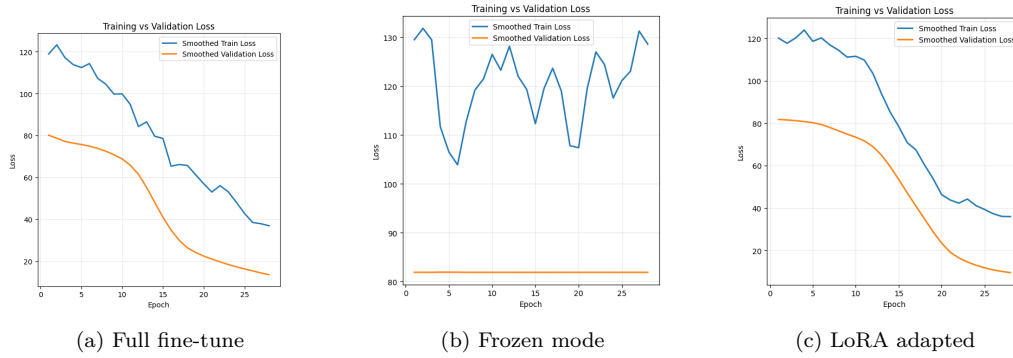 Training vs Validation Loss
Smoothed Train Loss
Smoothed Validation Loss
120
100
80
60
40
20
Loss
0 5 10 15 20 25
Epoch
(a) Full fine-tune
Training vs Validation Loss
Smoothed Train Loss
Smoothed Validation Loss
130
120
110
100
90
80
Loss
0 5 10 15 20 25
Epoch
(b) Frozen mode
Training vs Validation Loss
Smoothed Train Loss
Smoothed Validation Loss
120
100
80
60
40
20
Loss
0 5 10 15 20 25
Epoch
(c) LoRA adapted